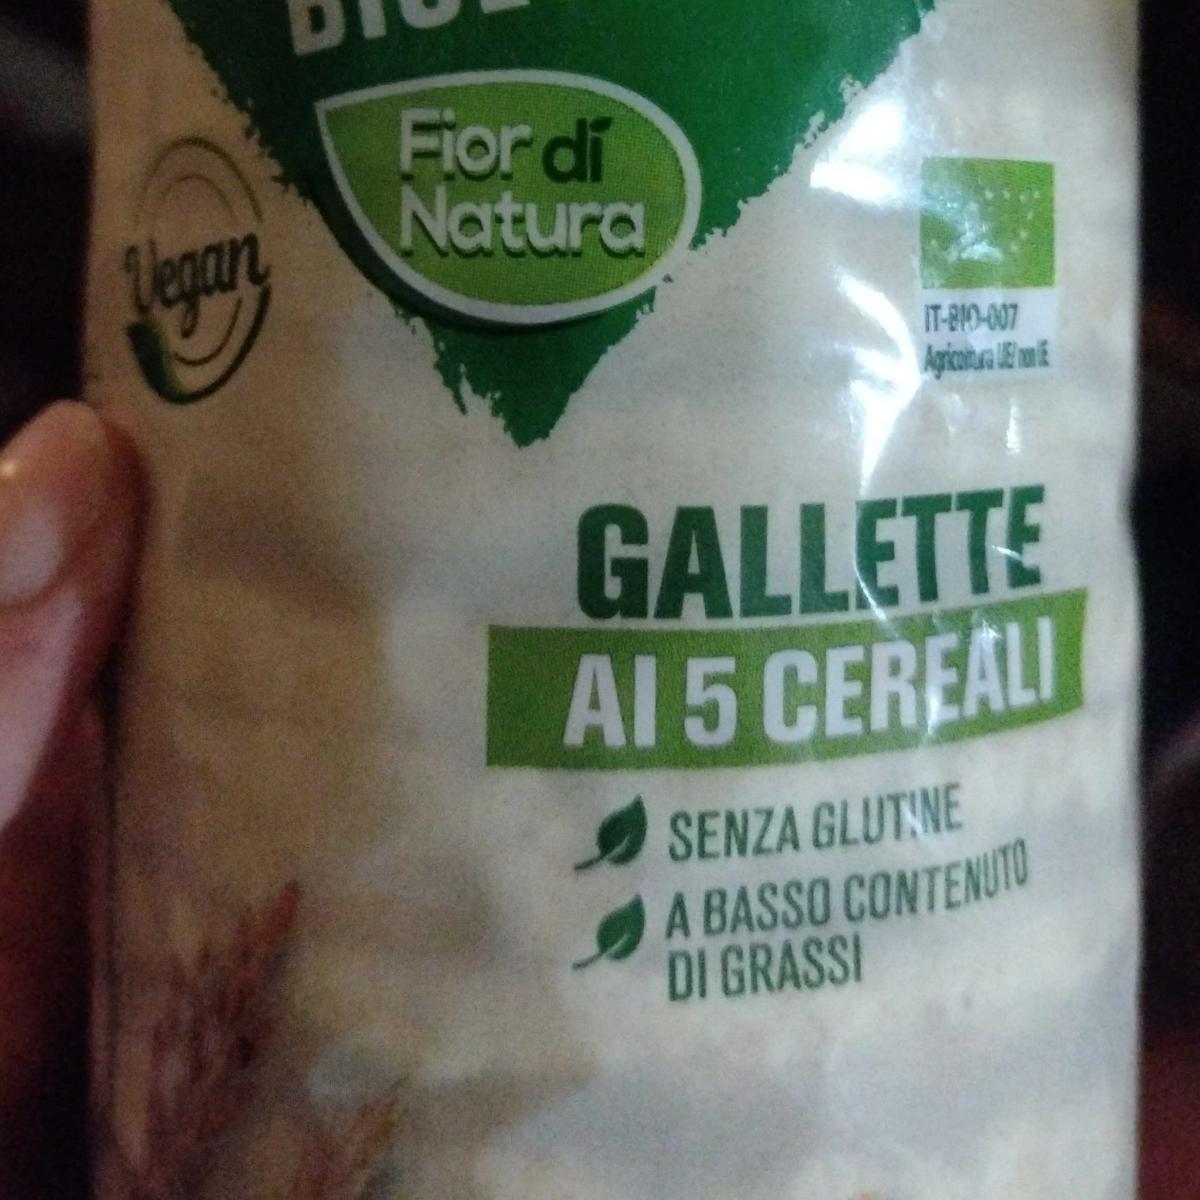 Fior di
Natura
Vegan
IT-BIO-007
Agricoltura UE/ non UE
GALLETTE
AI 5 CEREALI
SENZA GLUTINE
A BASSO CONTENUTO
DI GRASSI